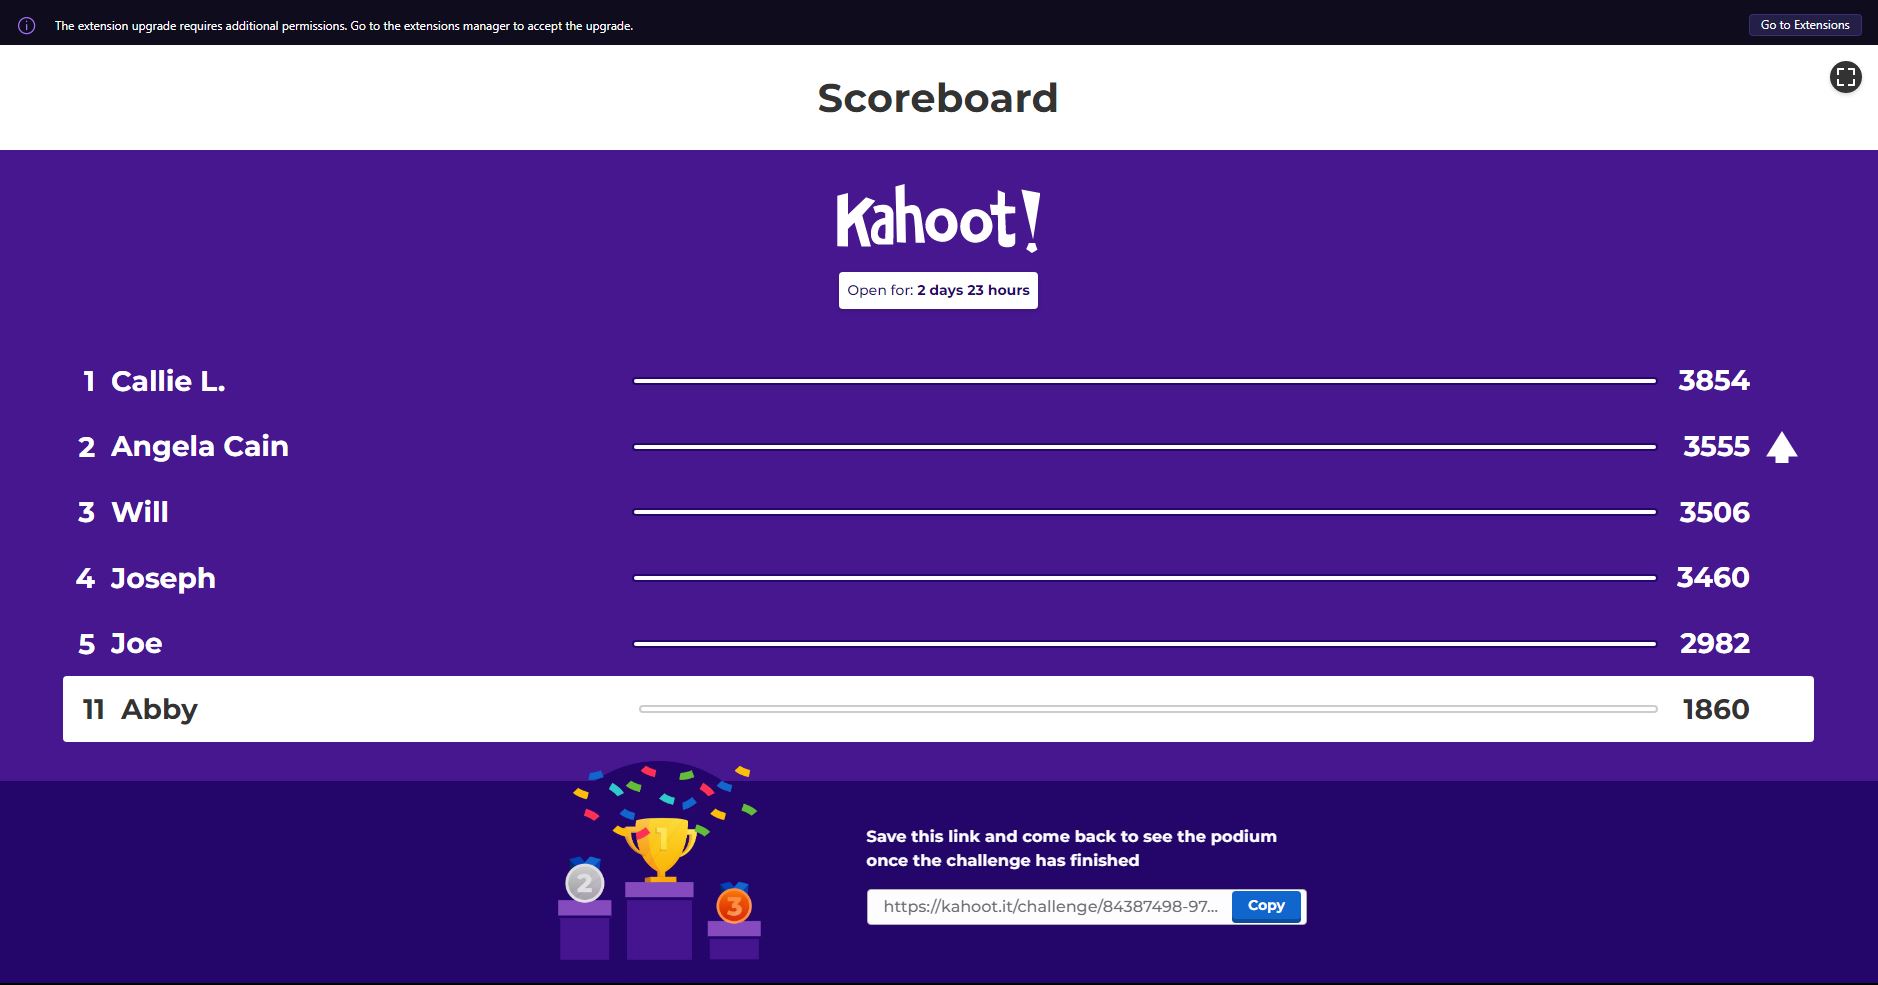 The extension upgrade requires additional permissions. Go to the extensions manager to accept the upgrade.
Go to Extensions
Scoreboard
Kahoot!
Open for: 2 days 23 hours
1 Callie L. 3854
2 Angela Cain 3555
3 Will 3506
4 Joseph 3460
5 Joe 2982
11 Abby 1860
1
2
3
Save this link and come back to see the podium
once the challenge has finished
https://kahoot.it/challenge/84387498-97... Copy